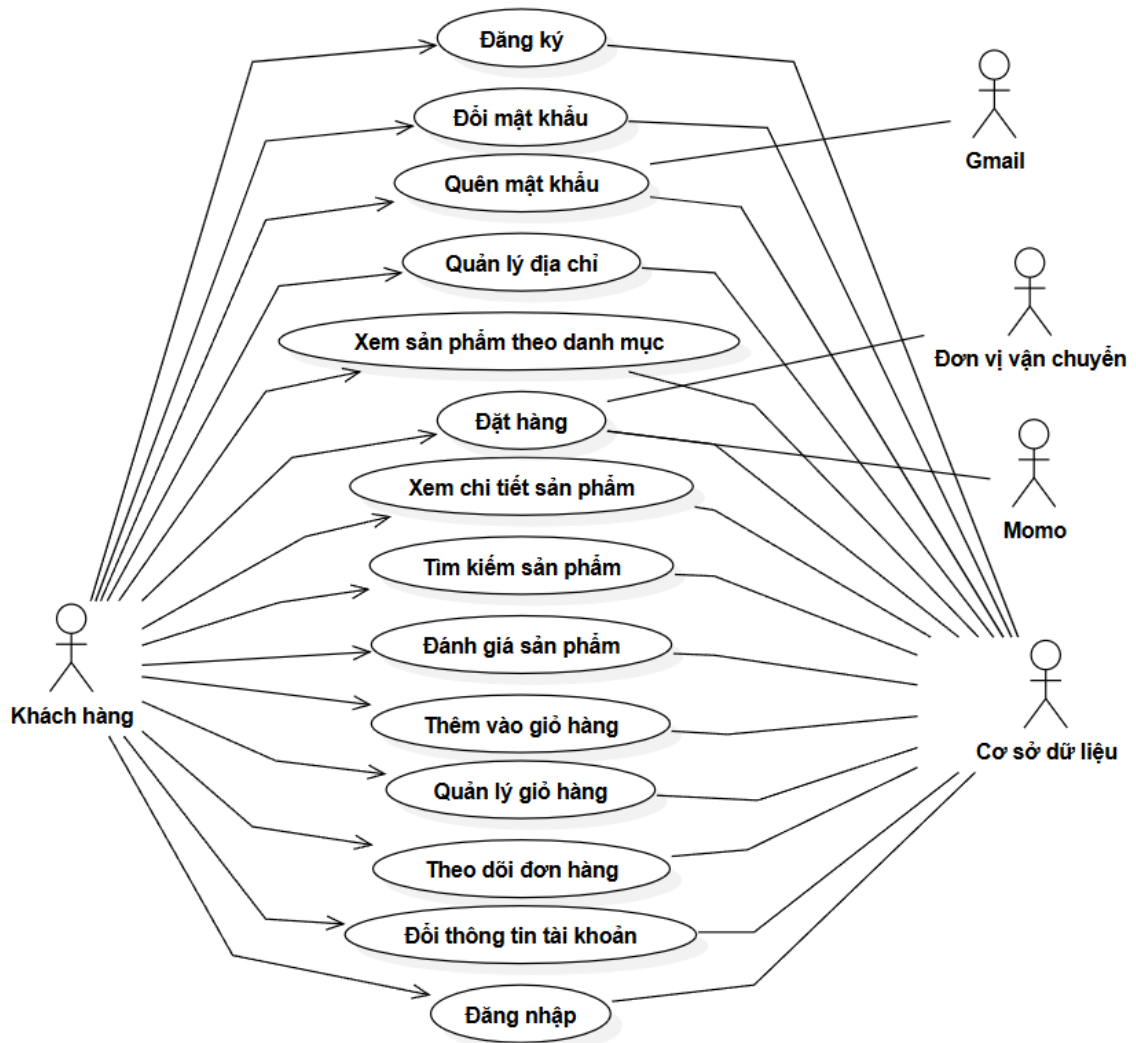 Đăng ký
Đổi mật khẩu
Gmail
Quên mật khẩu
Quản lý địa chỉ
Xem sản phẩm theo danh mục
Đơn vị vận chuyển
Đặt hàng
Xem chi tiết sản phẩm
Momo
Tìm kiếm sản phẩm
Đánh giá sản phẩm
Khách hàng
Thêm vào giỏ hàng
Cơ sở dữ liệu
Quản lý giỏ hàng
Theo dõi đơn hàng
Đổi thông tin tài khoản
Đăng nhập